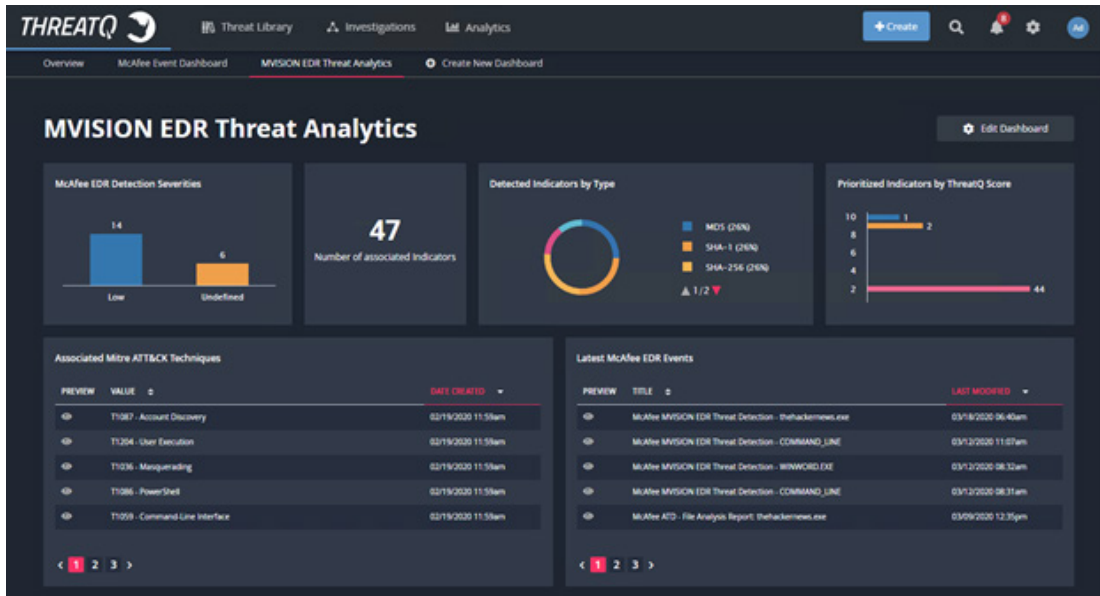 THREATQ
Threat Library
Investigations
Analytics
Create
8
Ad
Overview
McAfee Event Dashboard
MVISION EDR Threat Analytics
Create New Dashboard
MVISION EDR Threat Analytics
Edit Dashboard
McAfee EDR Detection Severities
14
6
Low
Undefined
47
Number of associated Indicators
Detected Indicators by Type
MD5 (26%)
SHA-1 (26%)
SHA-256 (26%)
1/2
Prioritized Indicators by ThreatQ Score
10
8
6
4
2
1
2
44
Associated Mitre ATT&CK Techniques
PREVIEW VALUE DATE CREATED
T1087 - Account Discovery 02/19/2020 11:59am
T1204 - User Execution 02/19/2020 11:59am
T1036 - Masquerading 02/19/2020 11:59am
T1086 - PowerShell 02/19/2020 11:59am
T1059 - Command-Line Interface 02/19/2020 11:59am
< 1 2 3 >
Latest McAfee EDR Events
PREVIEW TITLE LAST MODIFIED
McAfee MVISION EDR Threat Detection - thehackernews.exe 03/18/2020 06:40am
McAfee MVISION EDR Threat Detection - COMMAND_LINE 03/12/2020 11:07am
McAfee MVISION EDR Threat Detection - WINWORD.EXE 03/12/2020 08:32am
McAfee MVISION EDR Threat Detection - COMMAND_LINE 03/12/2020 08:31am
McAfee ATD - File Analysis Report: thehackernews.exe 03/09/2020 12:35pm
< 1 2 3 >